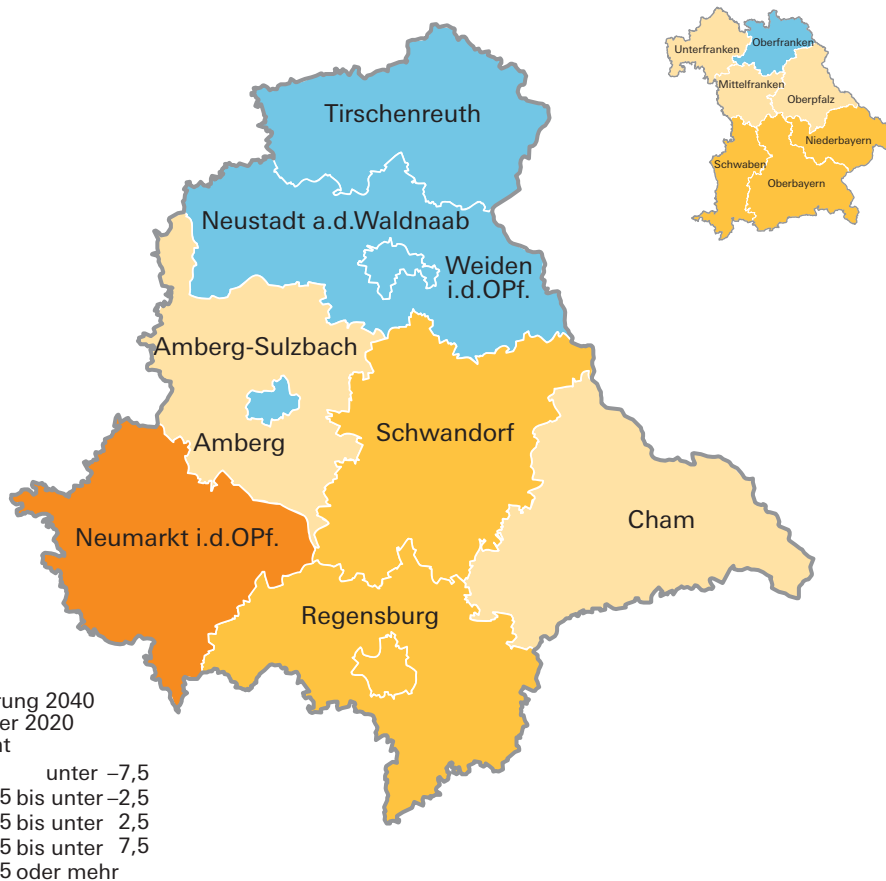 Unterfranken
Oberfranken
Mittelfranken
Oberpfalz
Niederbayern
Schwaben
Oberbayern
Tirschenreuth
Neustadt a.d.Waldnaab
Weiden
i.d.OPf.
Amberg-Sulzbach
Amberg
Schwandorf
Cham
Neumarkt i.d.OPf.
Regensburg
rung 2040
er 2020
nt
unter –7,5
5 bis unter –2,5
5 bis unter 2,5
5 bis unter 7,5
5 oder mehr